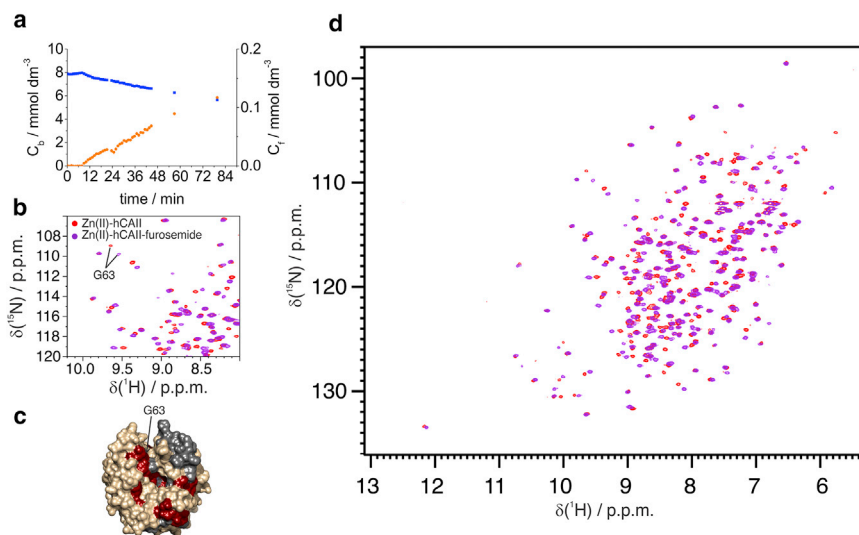 a
10
8
6
4
2
0
C_b / mmol dm⁻³
0.2
0.1
0.0
C_f / mmol dm⁻³
0 12 24 36 48 60 72 84
time / min
b
Zn(II)-hCAII
Zn(II)-hCAII-furosemide
G63
106
108
110
112
114
116
118
120
δ(¹⁵N) / p.p.m.
10.0 9.5 9.0 8.5
δ(¹H) / p.p.m.
c
G63
d
100
110
120
130
δ(¹⁵N) / p.p.m.
13 12 11 10 9 8 7 6
δ(¹H) / p.p.m.